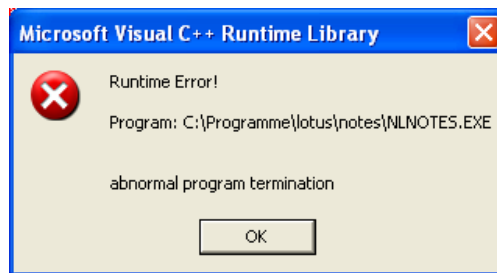 Microsoft Visual C++ Runtime Library
Runtime Error!
Program: C:\Programme\lotus\notes\NLNOTES.EXE
abnormal program termination
OK